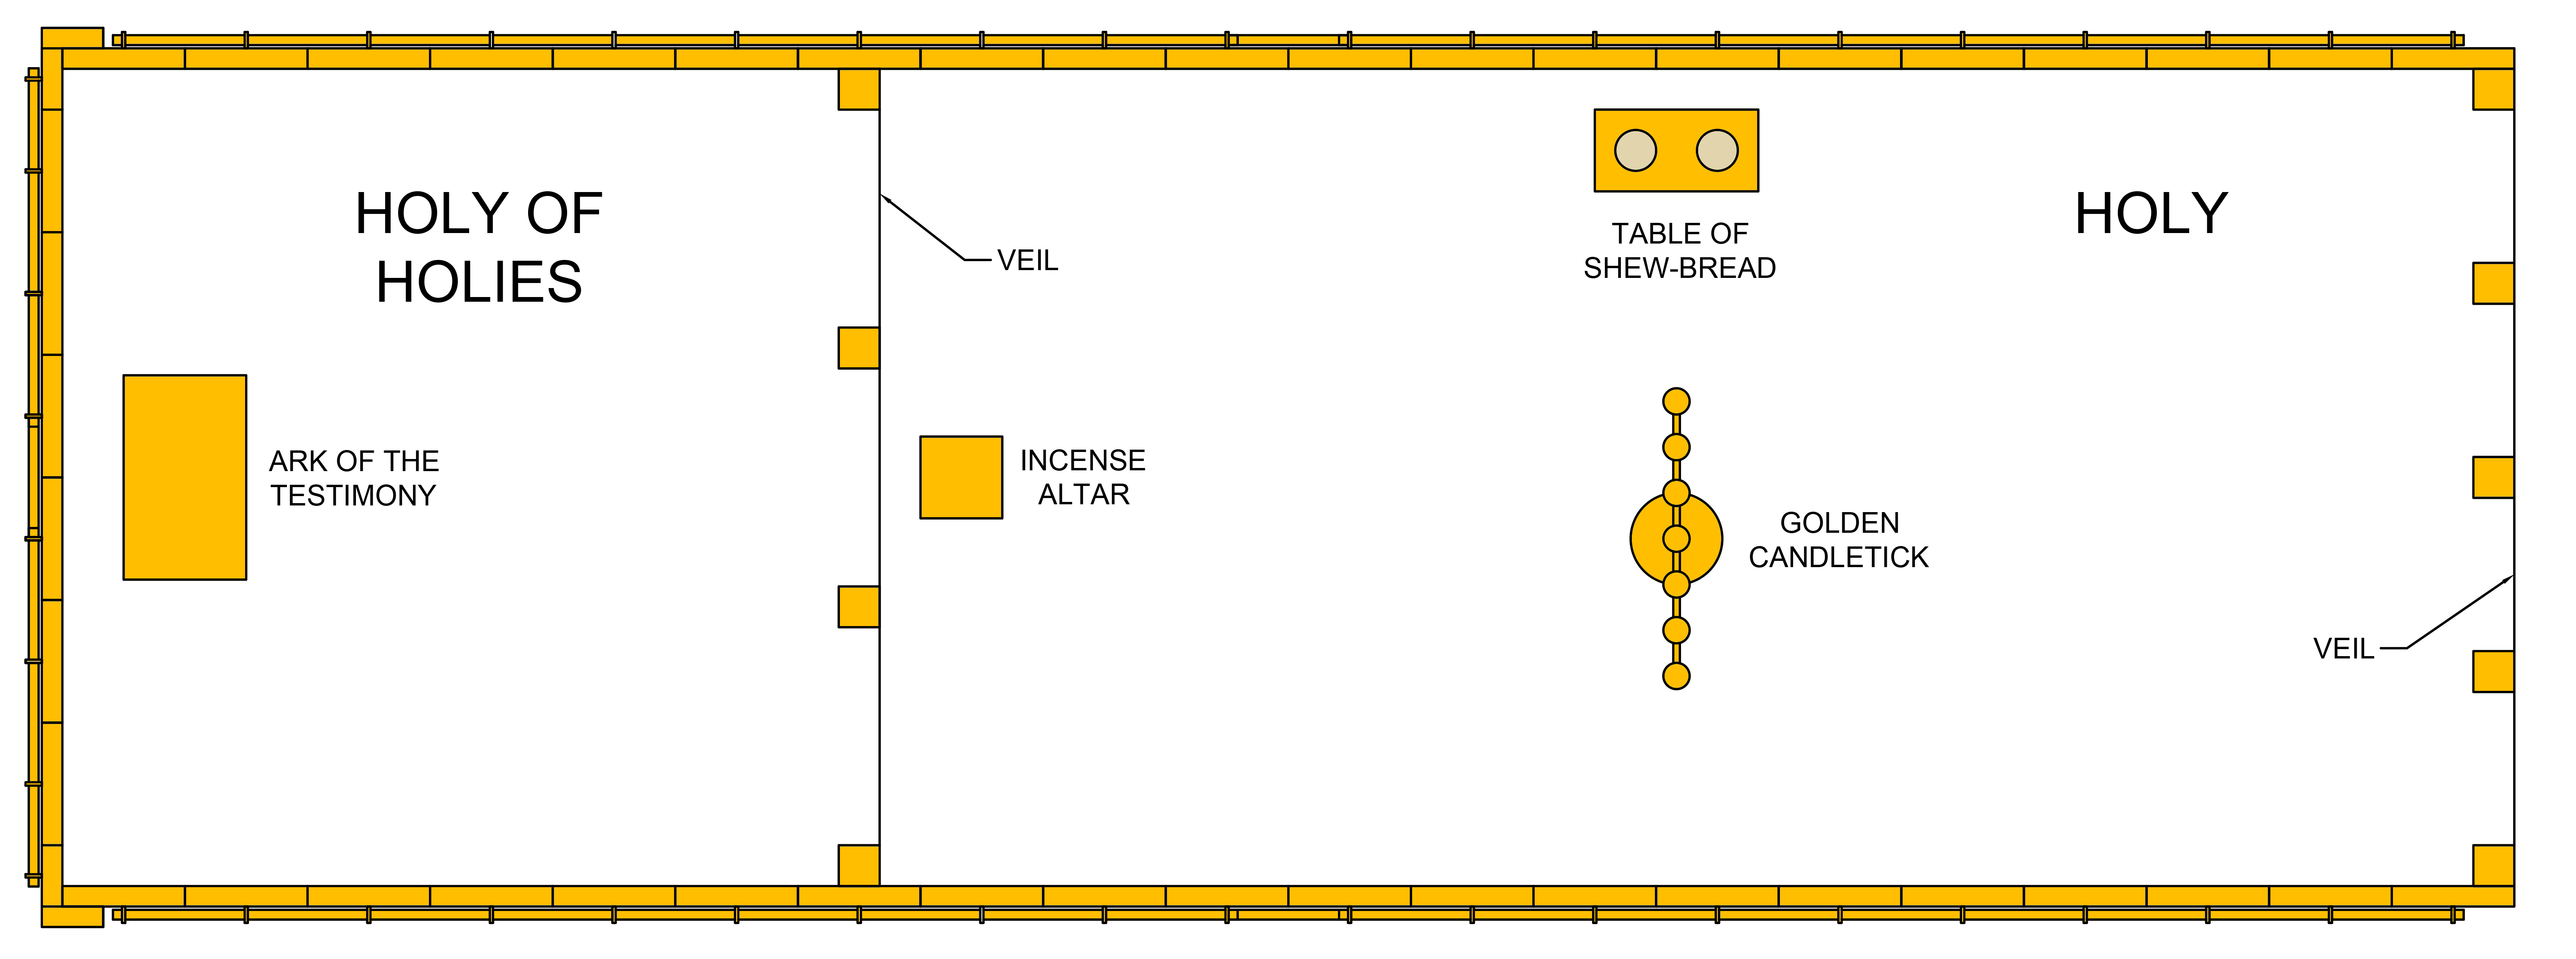 HOLY OF
HOLIES
ARK OF THE
TESTIMONY
VEIL
INCENSE
ALTAR
TABLE OF
SHEW-BREAD
GOLDEN
CANDLETICK
HOLY
VEIL